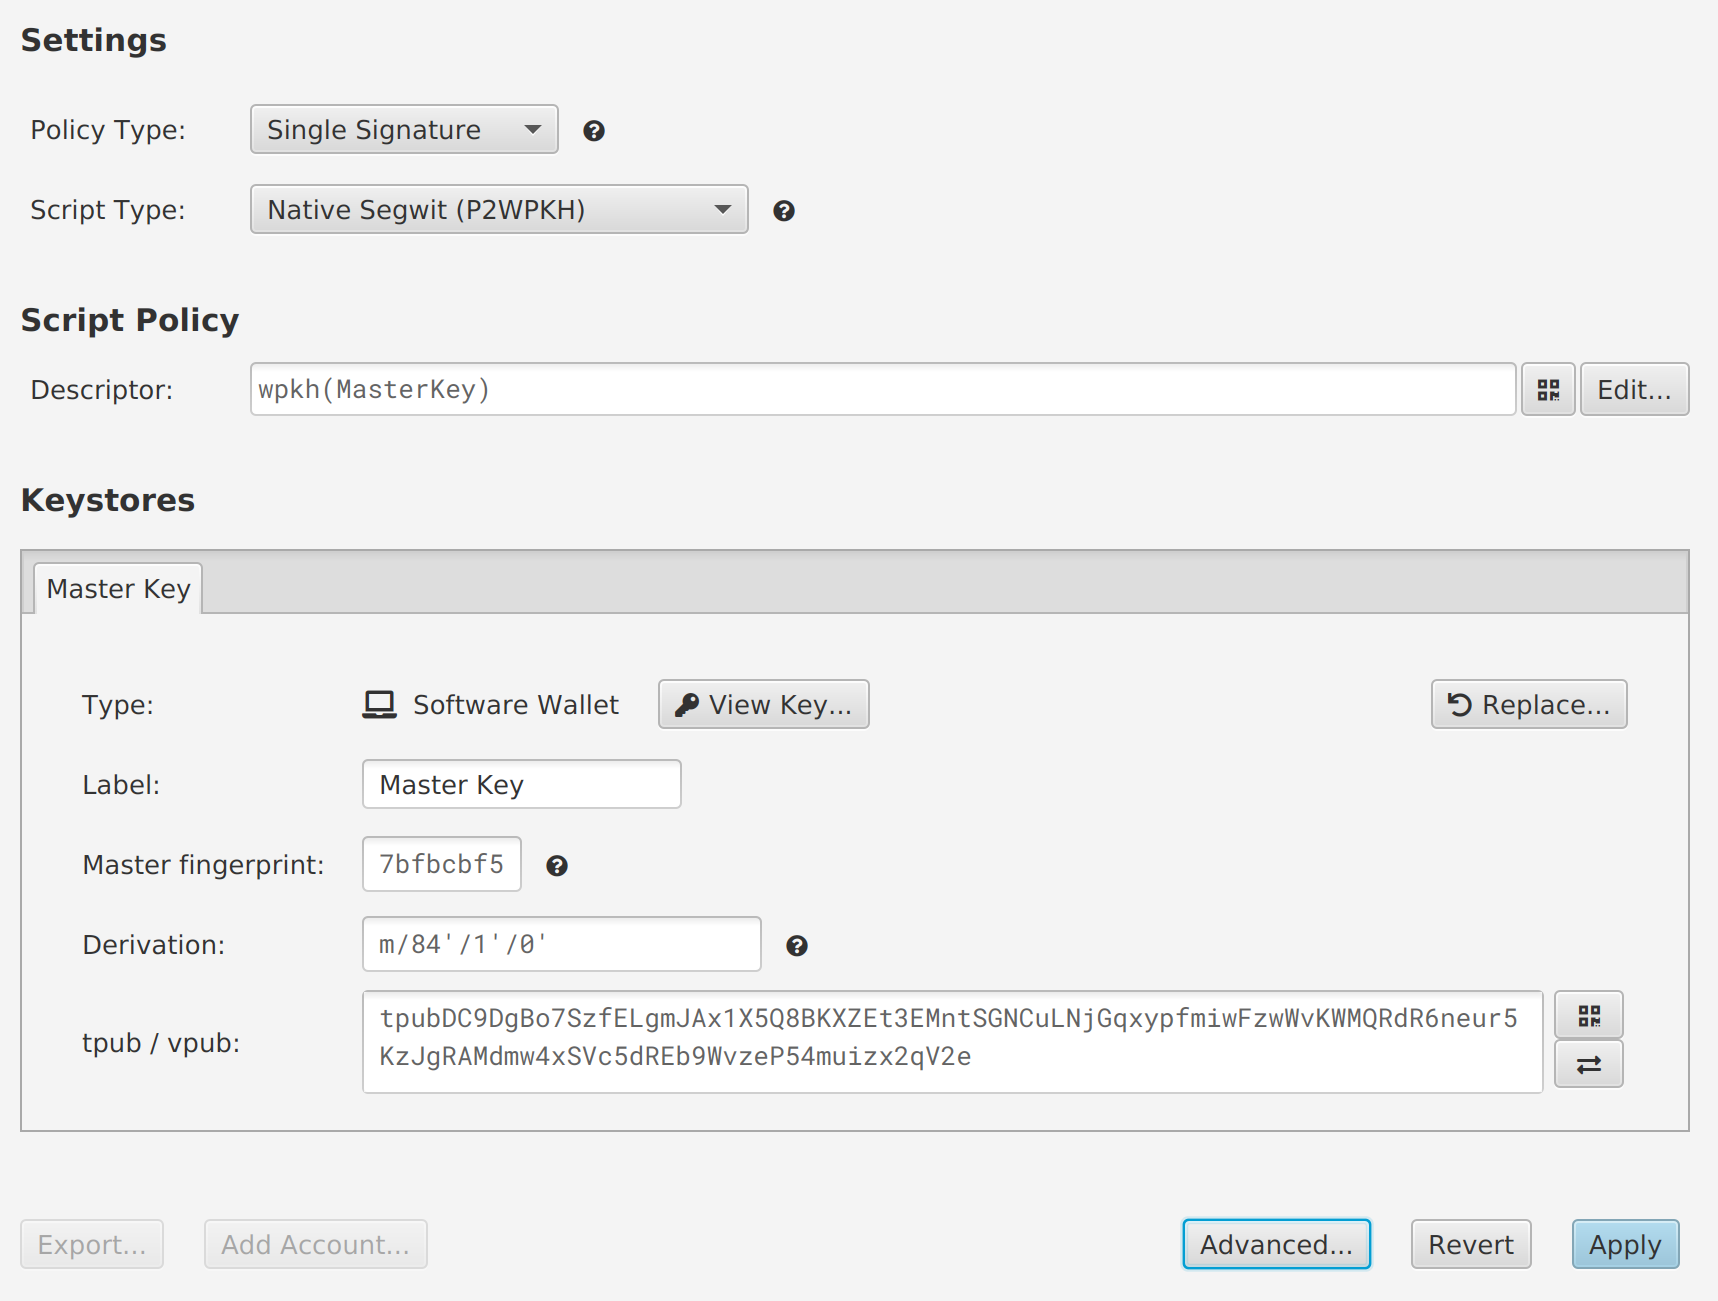 Settings
Policy Type: Single Signature
Script Type: Native Segwit (P2WPKH)
Script Policy
Descriptor: wpkh(MasterKey) Edit...
Keystores
Master Key
Type: Software Wallet View Key... Replace...
Label: Master Key
Master fingerprint: 7bfbcbf5
Derivation: m/84'/1'/0'
tpub / vpub: tpubDC9DgBo7SzfELgmJAx1X5Q8BKXZEt3EMntSGNCuLNjGqxypfmiwFzwWvKWMQRdR6neur5
KzJgRAMdmw4xSVc5dREb9WvzeP54muizx2qV2e
Export... Add Account... Advanced... Revert Apply